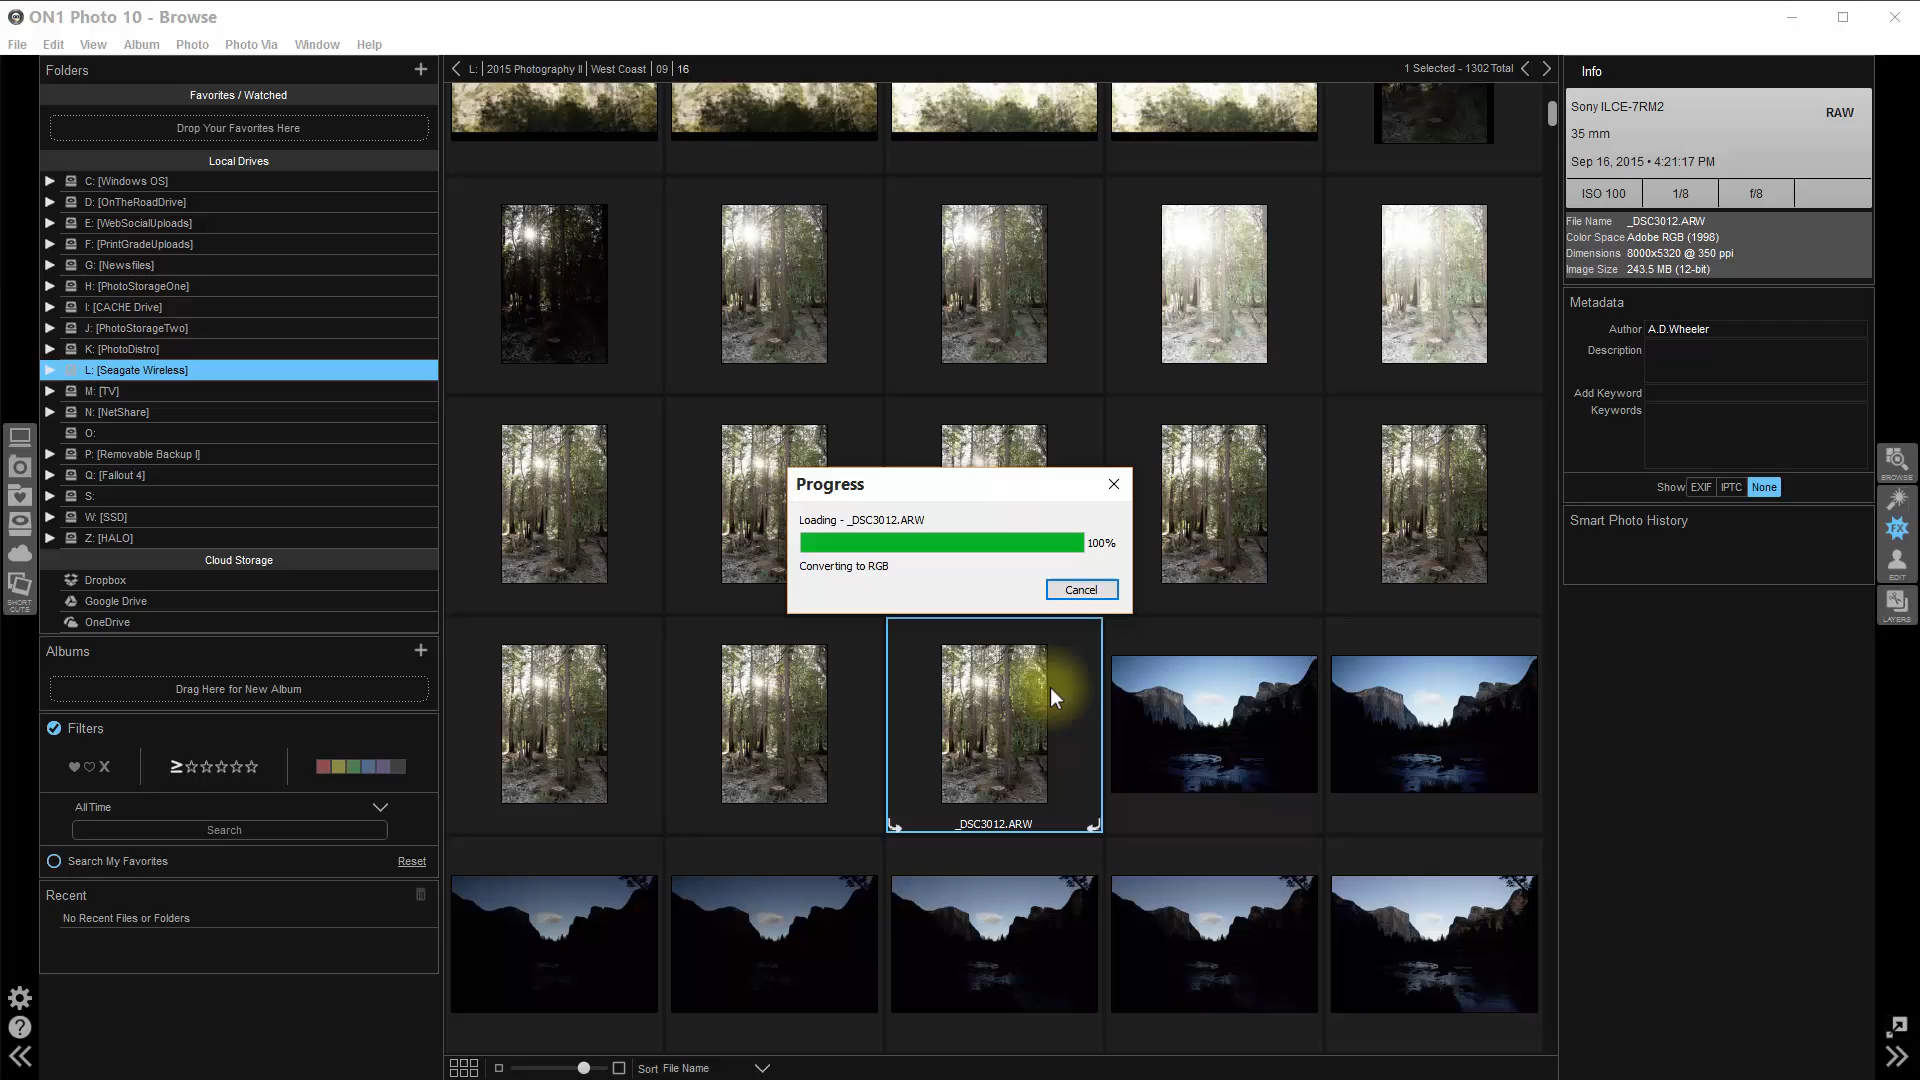 ON1 Photo 10 - Browse
File Edit View Album Photo Photo Via Window Help
Folders +
Favorites / Watched
Drop Your Favorites Here
Local Drives
C: [Windows OS]
D: [OnTheRoadDrive]
E: [WebSocialUploads]
F: [PrintGradeUploads]
G: [Newsfiles]
H: [PhotoStorageOne]
I: [CACHE Drive]
J: [PhotoStorageTwo]
K: [PhotoDistro]
L: [Seagate Wireless]
M: [TV]
N: [NetShare]
O:
P: [Removable Backup I]
Q: [Fallout 4]
S:
W: [SSD]
Z: [HALO]
Cloud Storage
Dropbox
Google Drive
OneDrive
Albums +
Drag Here for New Album
Filters
All Time
Search
Search My Favorites Reset
Recent
No Recent Files or Folders
SHORT
CUTS
L: 2015 Photography II West Coast 09 16
1 Selected - 1302 Total
Progress
Loading - _DSC3012.ARW
100%
Converting to RGB
Cancel
_DSC3012.ARW
Sort File Name
Info
Sony ILCE-7RM2
RAW
35 mm
Sep 16, 2015 • 4:21:17 PM
ISO 100 1/8 f/8
File Name _DSC3012.ARW
Color Space Adobe RGB (1998)
Dimensions 8000x5320 @ 350 ppi
Image Size 243.5 MB (12-bit)
Metadata
Author A.D.Wheeler
Description
Add Keyword
Keywords
Show EXIF IPTC None
Smart Photo History
BROWSE
FX
EDIT
LAYERS